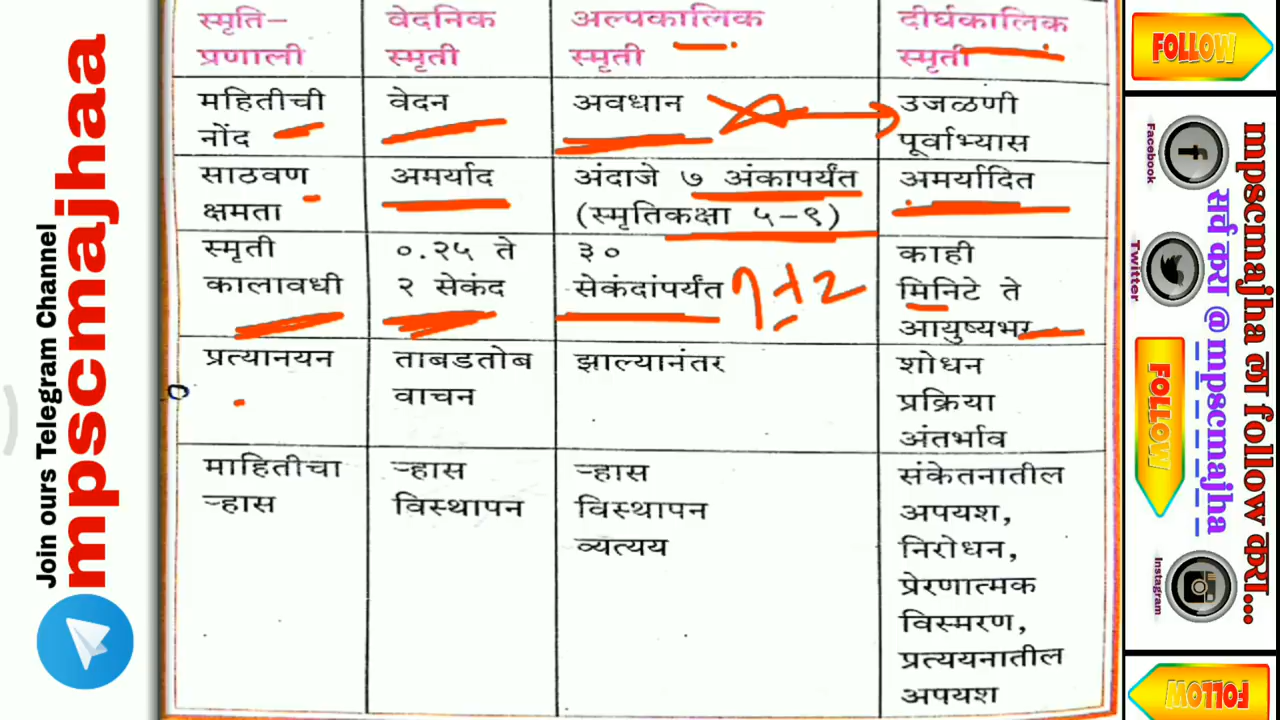 स्मृति-
प्रणाली
वेदनिक
स्मृती
अल्पकालिक
स्मृती
दीर्घकालिक
स्मृती
महितीची
नोंद
वेदन
अवधान
उजळणी
पूर्वाभ्यास
साठवण
क्षमता
अमर्याद
अंदाजे ७ अंकापर्यंत
(स्मृतिकक्षा ५-९)
अमर्यादित
स्मृती
कालावधी
०.२५ ते
२ सेकंद
३०
सेकंदांपर्यंत
7±2
काही
मिनिटे ते
आयुष्यभर
प्रत्यानयन
ताबडतोब
वाचन
झाल्यानंतर
शोधन
प्रक्रिया
अंतर्भाव
माहितीचा
ऱ्हास
ऱ्हास
विस्थापन
ऱ्हास
विस्थापन
व्यत्यय
संकेतनातील
अपयश,
निरोधन,
प्रेरणात्मक
विस्मरण,
प्रत्ययनातील
अपयश
Join ours Telegram Channel
mpscmajhaa
FOLLOW
Facebook
Twitter
FOLLOW
Instagram
FOLLOW
सर्च करा @ mpscmajha
mpscmajha ला follow करा...